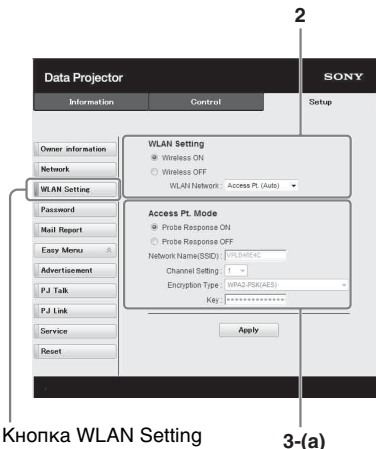 2
Data Projector
SONY
Information
Control
Setup
Owner information
Network
WLAN Setting
Password
Mail Report
Easy Menu
Advertisement
PJ Talk
PJ Link
Service
Reset
WLAN Setting
Wireless ON
Wireless OFF
WLAN Network : Access Pt. (Auto)
Access Pt. Mode
Probe Response ON
Probe Response OFF
Network Name(SSID) :
Channel Setting : 1
Encryption Type : WPA2-PSK(AES)
Key : **************
Apply
Кнопка WLAN Setting
3-(a)